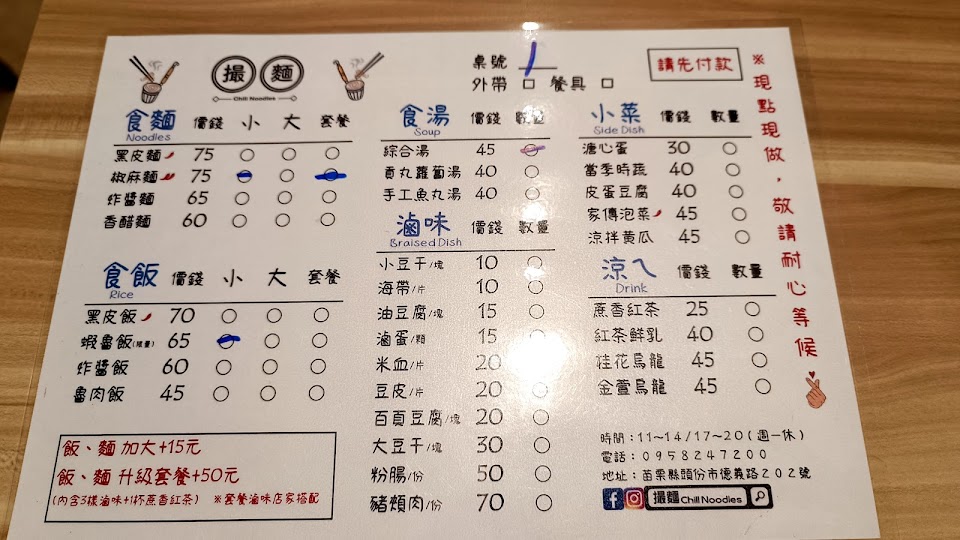 撮麵
Chill Noodles
桌號 1
外帶 □ 餐具 □
請先付款
※現點現做，敬請耐心等候
食麵 價錢 小 大 套餐
Noodles
黑皮麵 75 ○ ○ ○
椒麻麵 75 ○ ○ ○
炸醬麵 65 ○ ○ ○
香醋麵 60 ○ ○ ○
食飯 價錢 小 大 套餐
Rice
黑皮飯 70 ○ ○ ○
蝦魯飯(限量) 65 ○ ○ ○
炸醬飯 60 ○ ○ ○
魯肉飯 45 ○ ○ ○
飯、麵 加大+15元
飯、麵 升級套餐+50元
(內含3樣滷味+1杯蔗香紅茶) ※套餐滷味店家搭配
食湯 價錢 數量
Soup
綜合湯 45 ○
貢丸蘿蔔湯 40 ○
手工魚丸湯 40 ○
滷味 價錢 數量
Braised Dish
小豆干/塊 10 ○
海帶/片 10 ○
油豆腐/塊 15 ○
滷蛋/顆 15 ○
米血/片 20 ○
豆皮/片 20 ○
百頁豆腐/塊 20 ○
大豆干/塊 30 ○
粉腸/份 50 ○
豬頰肉/份 70 ○
小菜 價錢 數量
Side Dish
溏心蛋 30 ○
當季時蔬 40 ○
皮蛋豆腐 40 ○
家傳泡菜 45 ○
涼拌黃瓜 45 ○
涼ㄟ 價錢 數量
Drink
蔗香紅茶 25 ○
紅茶鮮乳 40 ○
桂花烏龍 45 ○
金萱烏龍 45 ○
時間：11~14/17~20(週一休)
電話：0958247200
地址：苗栗縣頭份市德義路202號
撮麵 Chill Noodles